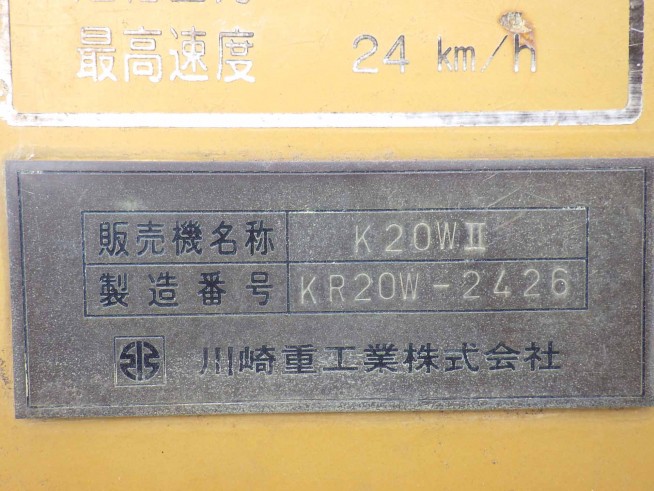 最高速度 24 km/h
販売機名称 K20WⅡ
製造番号 KR20W-2426
川崎重工業株式会社